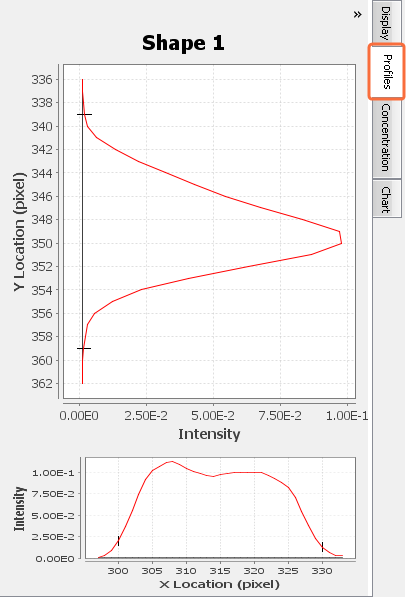 »
Display
Profiles
Concentration
Chart
Shape 1
336
338
340
342
344
346
348
350
352
354
356
358
360
362
Y Location (pixel)
0.00E0 2.50E-2 5.00E-2 7.50E-2 1.00E-1
Intensity
1.00E-1
7.50E-2
5.00E-2
2.50E-2
0.00E0
Intensity
300 305 310 315 320 325 330
X Location (pixel)